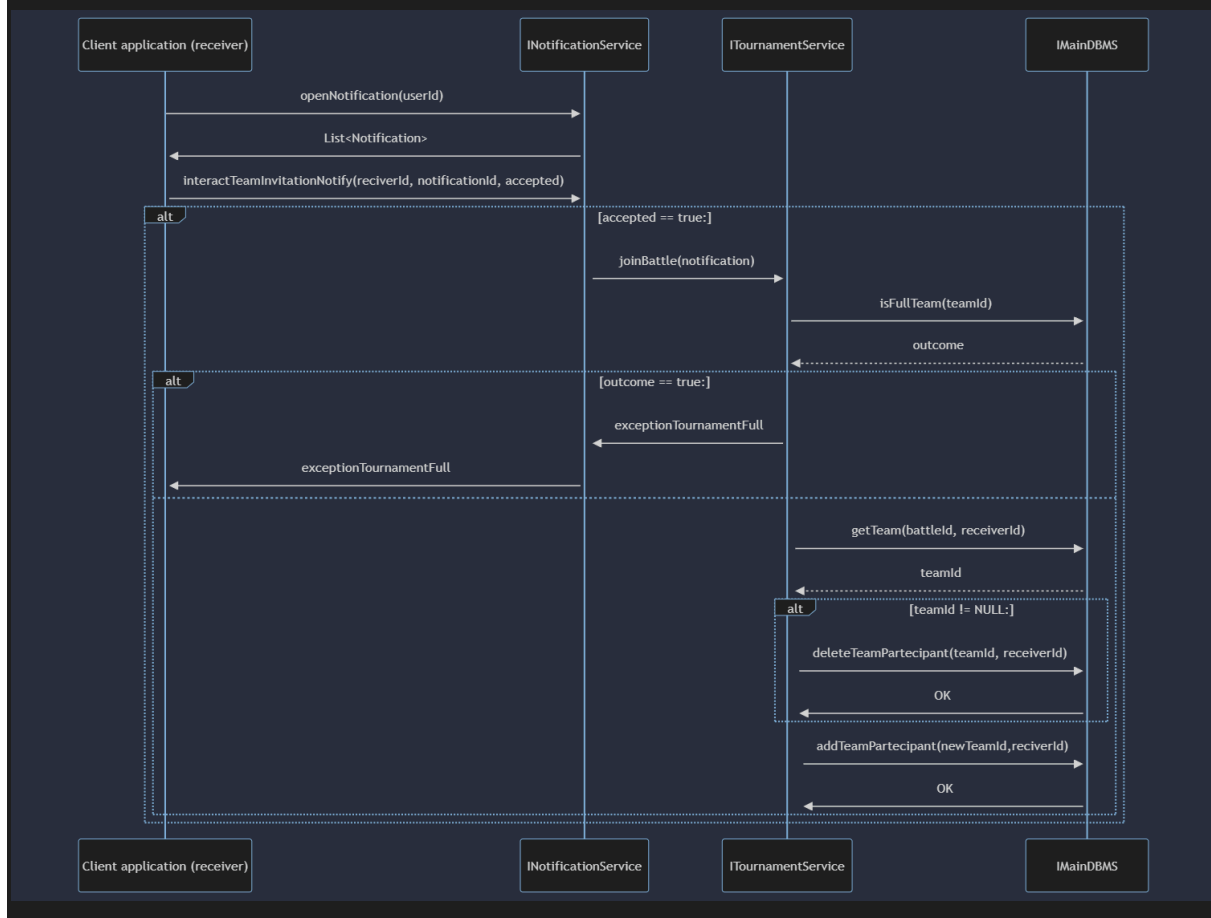 Client application (receiver)
INotificationService
ITournamentService
IMainDBMS
openNotification(userId)
List<Notification>
interactTeamInvitationNotify(reciverId, notificationId, accepted)
alt
[accepted == true:]
joinBattle(notification)
isFullTeam(teamId)
outcome
alt
[outcome == true:]
exceptionTournamentFull
exceptionTournamentFull
getTeam(battleId, receiverId)
teamId
alt
[teamId != NULL:]
deleteTeamPartecipant(teamId, receiverId)
OK
addTeamPartecipant(newTeamId,reciverId)
OK
Client application (receiver)
INotificationService
ITournamentService
IMainDBMS